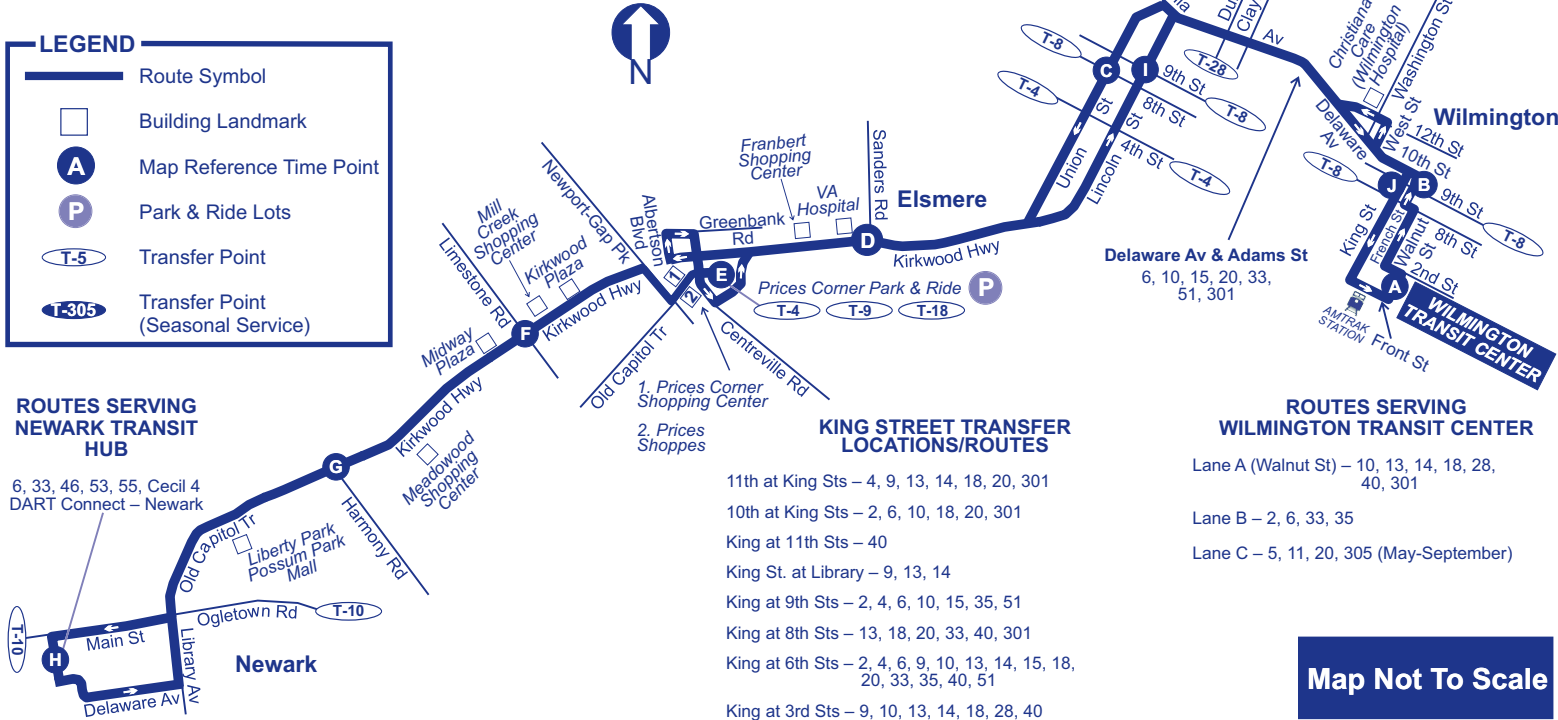 LEGEND
Route Symbol
Building Landmark
A
Map Reference Time Point
P
Park & Ride Lots
T-5
Transfer Point
T-305
Transfer Point
(Seasonal Service)
N
ROUTES SERVING
NEWARK TRANSIT
HUB
6, 33, 46, 53, 55, Cecil 4
DART Connect – Newark
T-10
H
Main St
Delaware Av
Library Av
Newark
Ogletown Rd
T-10
Old Capitol Tr
Liberty Park
Possum Park
Mall
G
Harmony Rd
Kirkwood Hwy
Meadowood
Shopping
Center
Midway
Plaza
F
Limestone Rd
Mill
Creek
Shopping
Center
Kirkwood
Plaza
Kirkwood Hwy
Newport-Gap Pk
Albertson
Blvd
Old Capitol Tr
1
2
E
Greenbank
Rd
Centreville Rd
1. Prices Corner
Shopping Center
2. Prices
Shoppes
Prices Corner Park & Ride
P
T-4
T-9
T-18
Franbert
Shopping
Center
VA
Hospital
Sanders Rd
D
Elsmere
Kirkwood Hwy
Union
St
Lincoln
St
C
I
T-8
T-4
9th St
T-8
8th St
4th St
T-4
T-28
Av
Delaware Av & Adams St
6, 10, 15, 20, 33,
51, 301
Christiana
Care
(Wilmington
Hospital)
Washington St
West St
Wilmington
Delaware
Av
12th St
10th St
T-8
J
B
9th St
T-8
8th St
King St
French St
Walnut
St
2nd St
A
AMTRAK
STATION
Front St
WILMINGTON
TRANSIT CENTER
KING STREET TRANSFER
LOCATIONS/ROUTES
11th at King Sts – 4, 9, 13, 14, 18, 20, 301
10th at King Sts – 2, 6, 10, 18, 20, 301
King at 11th Sts – 40
King St. at Library – 9, 13, 14
King at 9th Sts – 2, 4, 6, 10, 15, 35, 51
King at 8th Sts – 13, 18, 20, 33, 40, 301
King at 6th Sts – 2, 4, 6, 9, 10, 13, 14, 15, 18,
20, 33, 35, 40, 51
King at 3rd Sts – 9, 10, 13, 14, 18, 28, 40
ROUTES SERVING
WILMINGTON TRANSIT CENTER
Lane A (Walnut St) – 10, 13, 14, 18, 28,
40, 301
Lane B – 2, 6, 33, 35
Lane C – 5, 11, 20, 305 (May-September)
Map Not To Scale